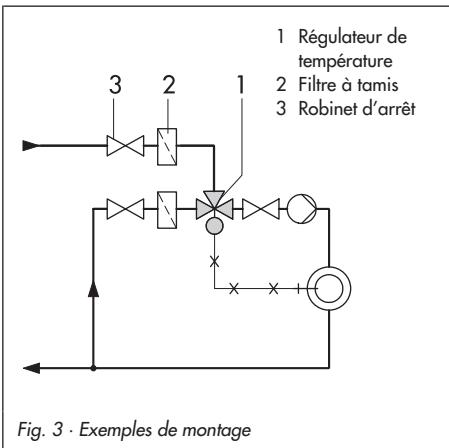 1 Régulateur de
température
2 Filtre à tamis
3 Robinet d'arrêt
3 2 1
Fig. 3 · Exemples de montage